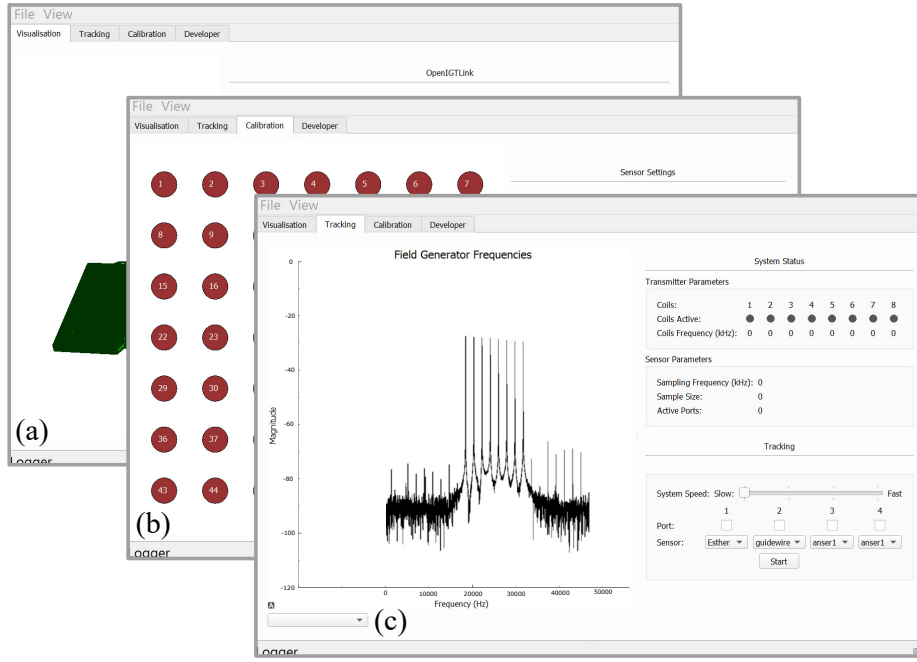 File View
Visualisation Tracking Calibration Developer
OpenIGTLink
(a)
Logger
File View
Visualisation Tracking Calibration Developer
Sensor Settings
1 2 3 4 5 6 7
8 9
15 16
22 23
29 30
36 37
43 44
(b)
Logger
File View
Visualisation Tracking Calibration Developer
Field Generator Frequencies
0
-20
-40
-60
-80
-100
-120
Magnitude
0 10000 20000 30000 40000 50000
Frequency (Hz)
A
(c)
System Status
Transmitter Parameters
Coils: 1 2 3 4 5 6 7 8
Coils Active:
Coils Frequency (kHz): 0 0 0 0 0 0 0 0
Sensor Parameters
Sampling Frequency (kHz): 0
Sample Size: 0
Active Ports: 0
Tracking
System Speed: Slow: Fast
1 2 3 4
Port:
Sensor: Esther guidewire anser1 anser1
Start
Logger